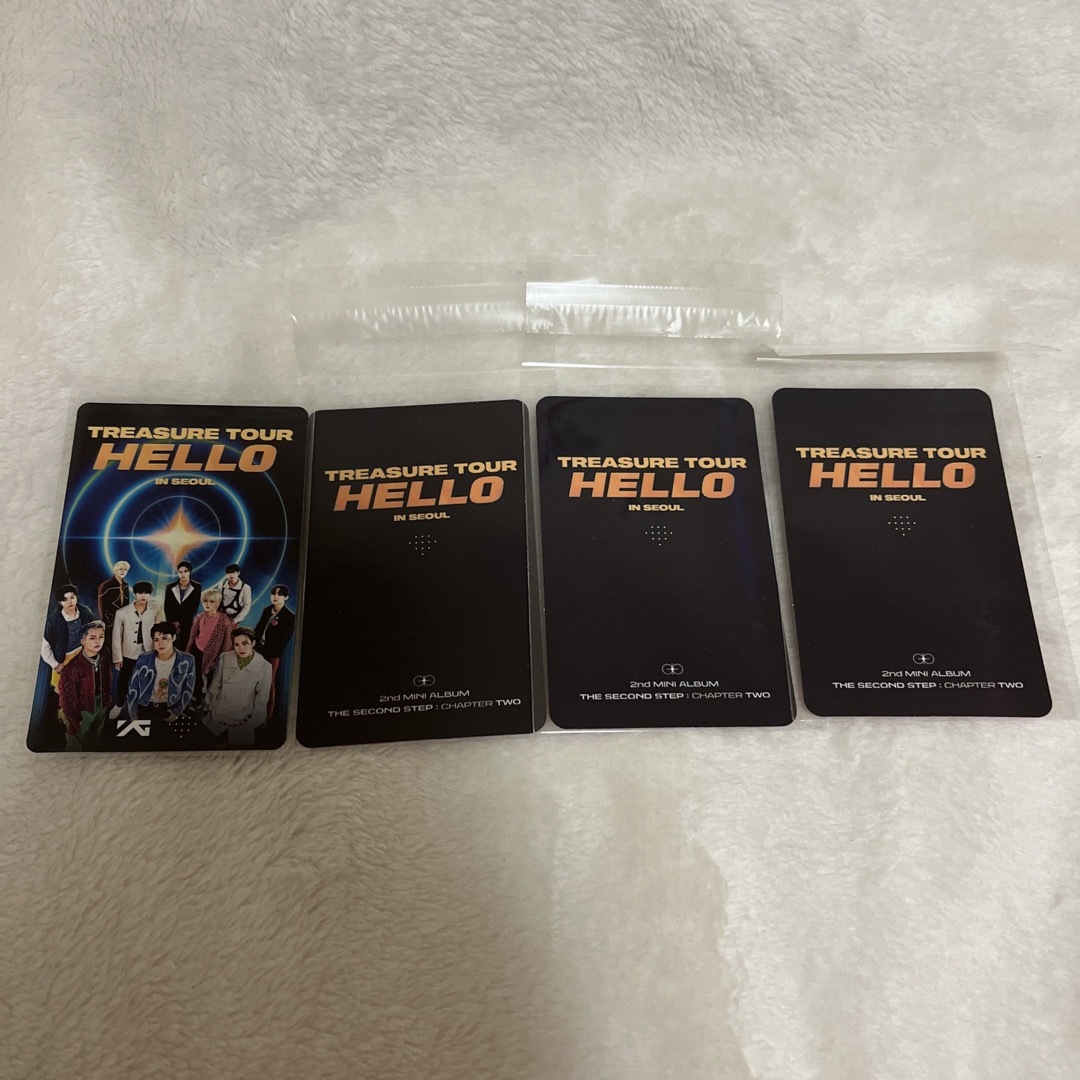 TREASURE TOUR
HELLO
IN SEOUL
YG
TREASURE TOUR
HELLO
IN SEOUL
2nd MINI ALBUM
THE SECOND STEP : CHAPTER TWO
TREASURE TOUR
HELLO
IN SEOUL
2nd MINI ALBUM
THE SECOND STEP : CHAPTER TWO
TREASURE TOUR
HELLO
IN SEOUL
2nd MINI ALBUM
THE SECOND STEP : CHAPTER TWO